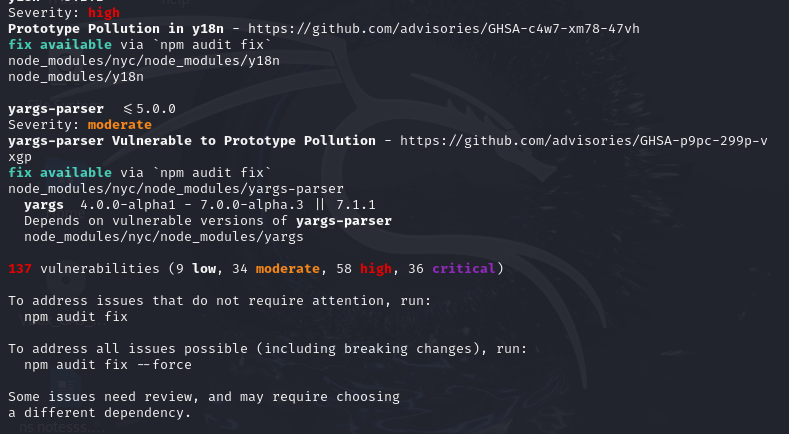 Severity: high
Prototype Pollution in y18n - https://github.com/advisories/GHSA-c4w7-xm78-47vh
fix available via `npm audit fix`
node_modules/nyc/node_modules/y18n
node_modules/y18n

yargs-parser  <=5.0.0
Severity: moderate
yargs-parser Vulnerable to Prototype Pollution - https://github.com/advisories/GHSA-p9pc-299p-v
xgp
fix available via `npm audit fix`
node_modules/nyc/node_modules/yargs-parser
  yargs  4.0.0-alpha1 - 7.0.0-alpha.3 || 7.1.1
  Depends on vulnerable versions of yargs-parser
  node_modules/nyc/node_modules/yargs

137 vulnerabilities (9 low, 34 moderate, 58 high, 36 critical)

To address issues that do not require attention, run:
  npm audit fix

To address all issues possible (including breaking changes), run:
  npm audit fix --force

Some issues need review, and may require choosing
a different dependency.